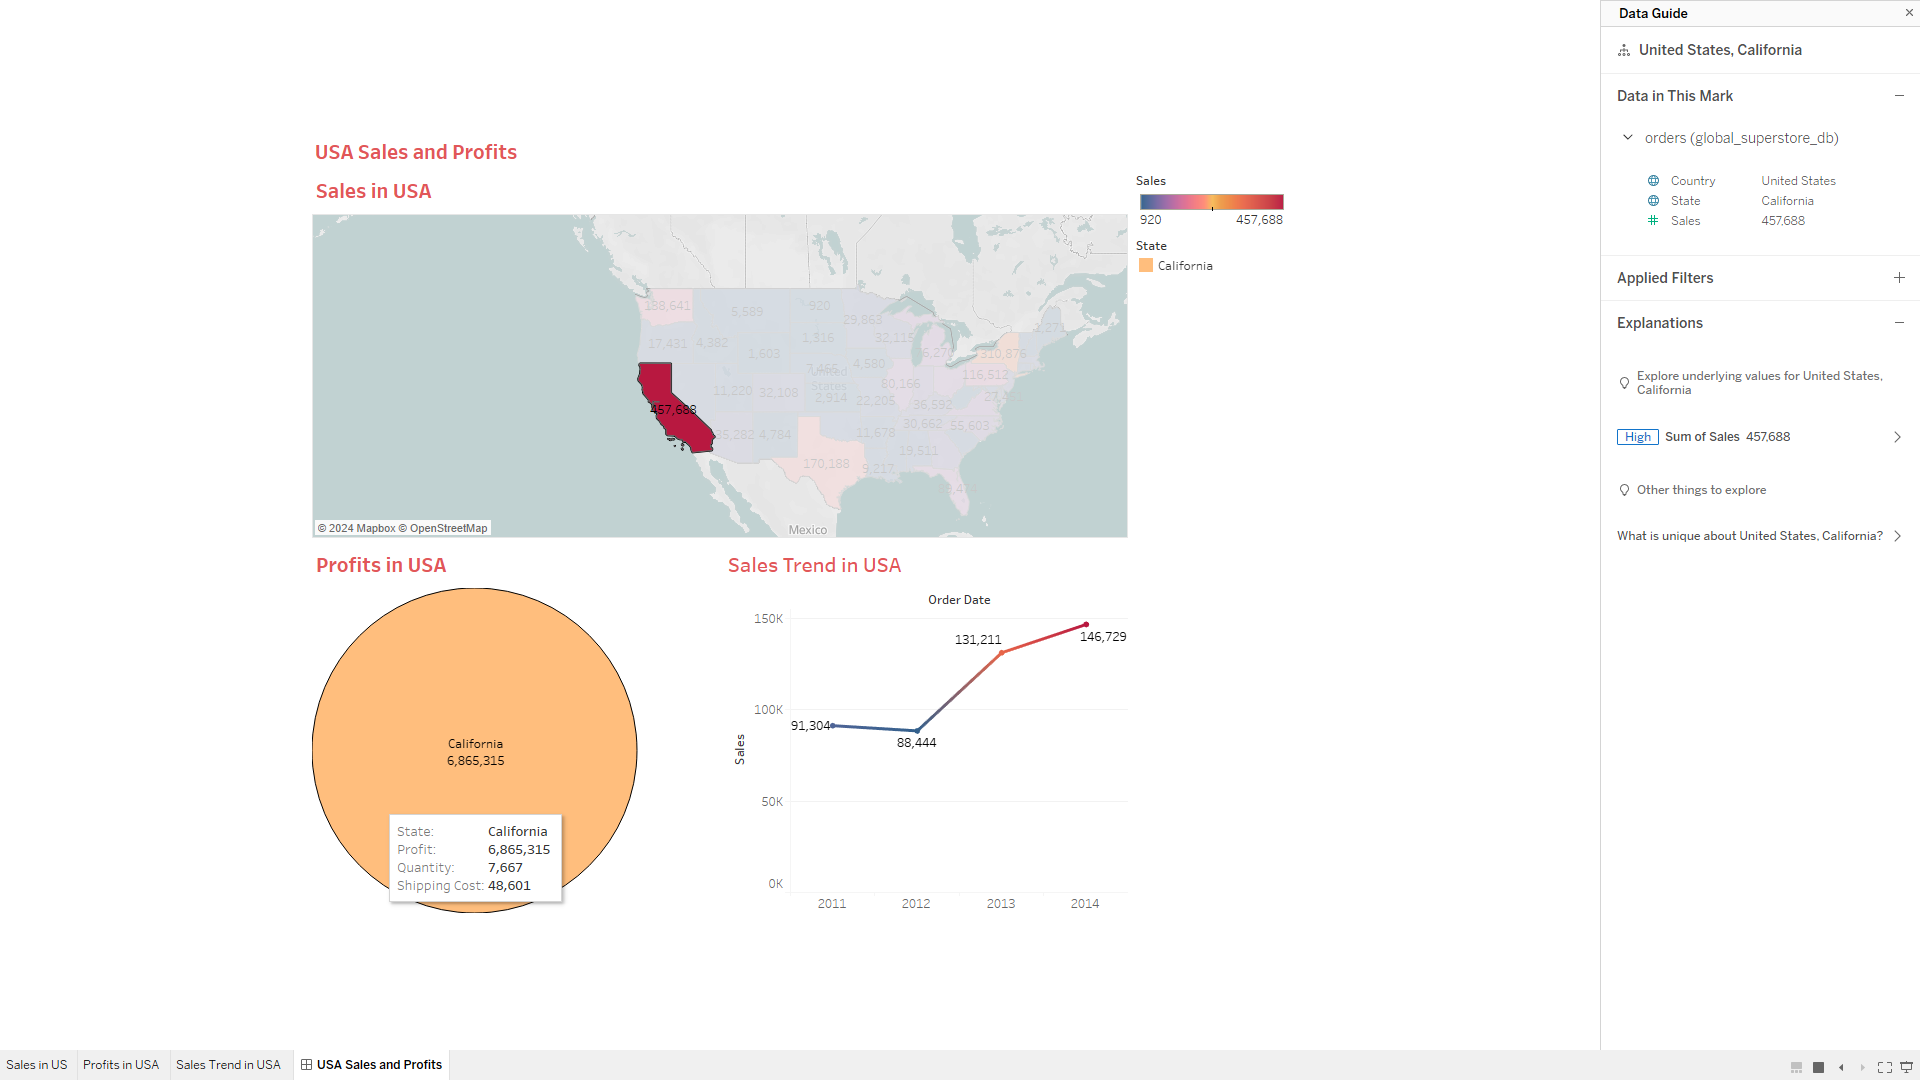 USA Sales and Profits
Sales in USA
188,641
5,589
920
29,863
1,271
17,431
4,382
1,316
32,115
310,876
1,603
4,580
116,512
11,220
32,108
United
States
2,914
80,166
22,205
36,592
457,688
30,662
55,603
35,282
4,784
11,678
19,511
170,188
9,217
Mexico
© 2024 Mapbox © OpenStreetMap
Sales
920
457,688
State
California
Profits in USA
California
6,865,315
State: California
Profit: 6,865,315
Quantity: 7,667
Shipping Cost: 48,601
Sales Trend in USA
Order Date
150K
100K
50K
0K
Sales
91,304
88,444
131,211
146,729
2011
2012
2013
2014
Data Guide
United States, California
Data in This Mark
orders (global_superstore_db)
Country United States
State California
Sales 457,688
Applied Filters
Explanations
Explore underlying values for United States,
California
High Sum of Sales 457,688
Other things to explore
What is unique about United States, California?
Sales in US
Profits in USA
Sales Trend in USA
USA Sales and Profits